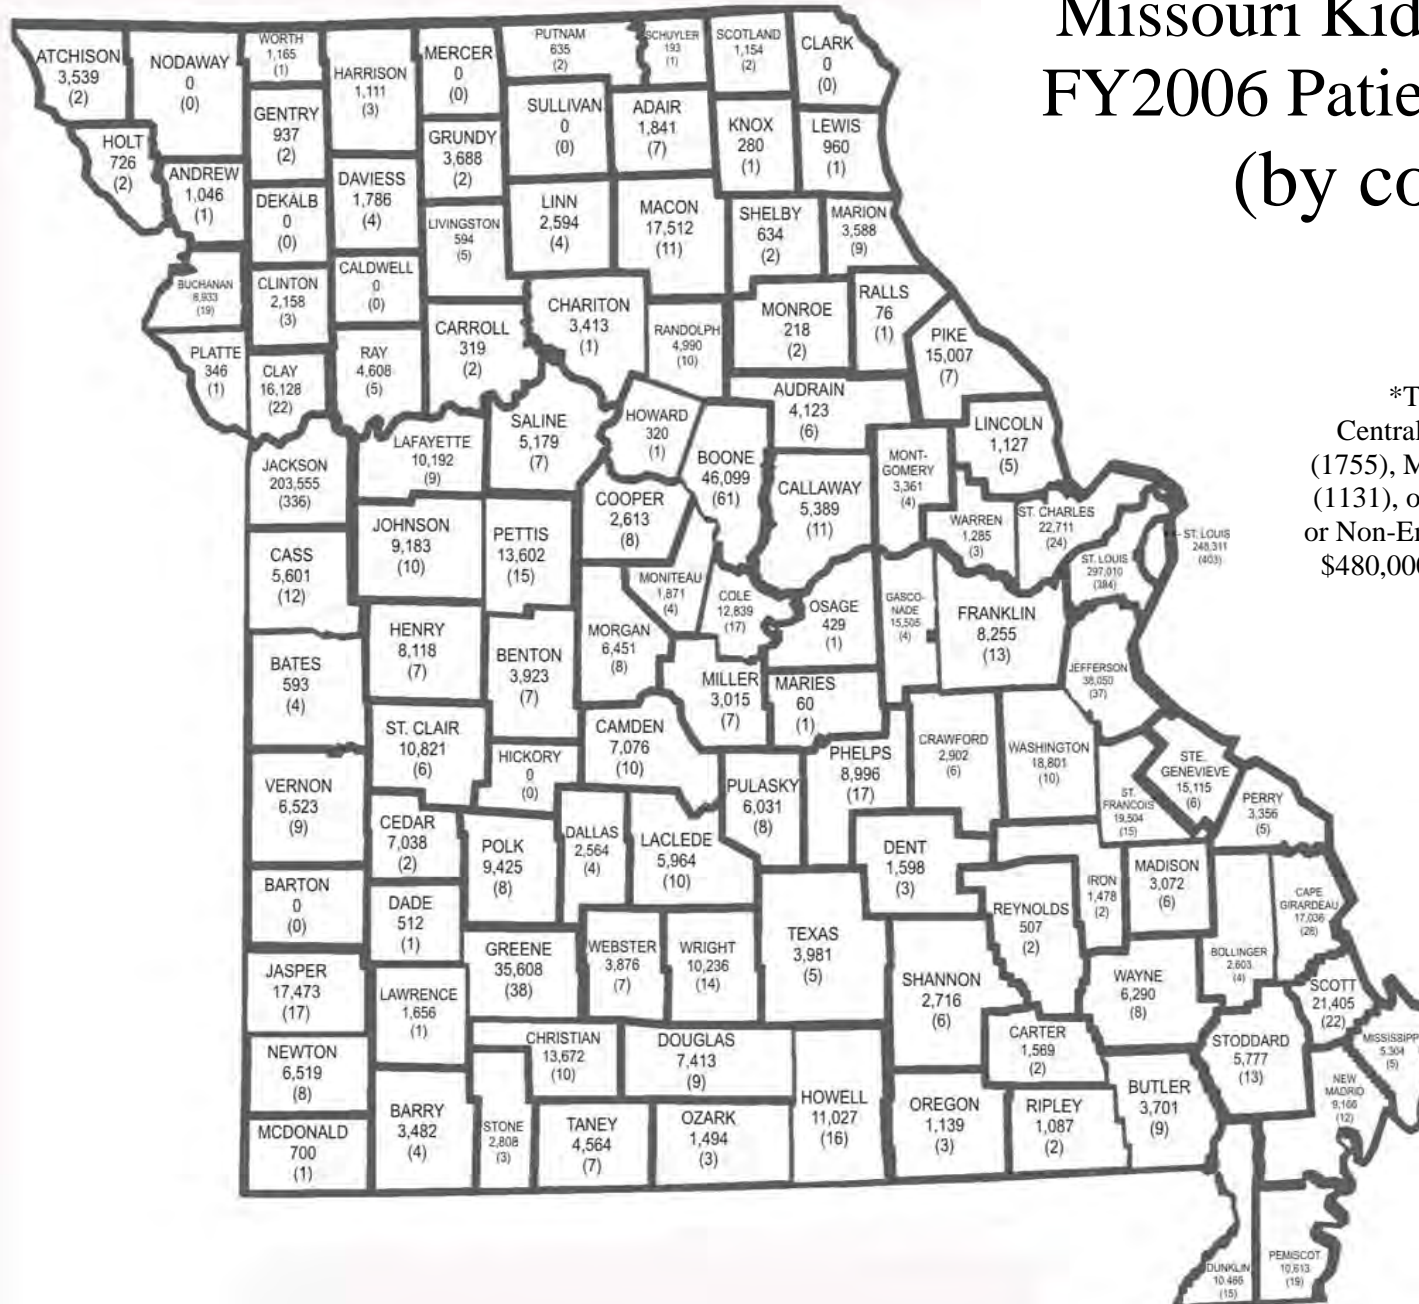 Missouri Kid
FY2006 Patie
(by co
*T
Central
(1755), M
(1131), o
or Non-En
$480,000
ATCHISON
3,539
(2)
NODAWAY
0
(0)
WORTH
1,165
(1)
HARRISON
1,111
(3)
MERCER
0
(0)
PUTNAM
635
(2)
SCHUYLER
193
(1)
SCOTLAND
1,154
(2)
CLARK
0
(0)
HOLT
726
(2)
ANDREW
1,046
(1)
GENTRY
937
(2)
DEKALB
0
(0)
DAVIESS
1,786
(4)
GRUNDY
3,688
(2)
SULLIVAN
0
(0)
ADAIR
1,841
(7)
KNOX
280
(1)
LEWIS
960
(1)
LIVINGSTON
594
(5)
LINN
2,594
(4)
MACON
17,512
(11)
SHELBY
634
(2)
MARION
3,588
(9)
BUCHANAN
8,933
(19)
CLINTON
2,158
(3)
CALDWELL
0
(0)
CHARITON
3,413
(1)
RANDOLPH
4,990
(10)
MONROE
218
(2)
RALLS
76
(1)
PIKE
15,007
(7)
PLATTE
346
(1)
CLAY
16,128
(22)
RAY
4,608
(5)
CARROLL
319
(2)
AUDRAIN
4,123
(6)
LINCOLN
1,127
(5)
JACKSON
203,555
(336)
LAFAYETTE
10,192
(9)
SALINE
5,179
(7)
HOWARD
320
(1)
BOONE
46,099
(61)
CALLAWAY
5,389
(11)
MONT-
GOMERY
3,361
(4)
WARREN
1,285
(3)
ST. CHARLES
22,711
(24)
ST. LOUIS
297,010
(384)
ST. LOUIS
248,311
(403)
CASS
5,601
(12)
JOHNSON
9,183
(10)
PETTIS
13,602
(15)
COOPER
2,613
(8)
MONITEAU
1,871
(4)
COLE
12,839
(17)
OSAGE
429
(1)
GASCO-
NADE
15,505
(4)
FRANKLIN
8,255
(13)
JEFFERSON
38,050
(37)
BATES
593
(4)
HENRY
8,118
(7)
BENTON
3,923
(7)
MORGAN
6,451
(8)
MILLER
3,015
(7)
MARIES
60
(1)
VERNON
6,523
(9)
ST. CLAIR
10,821
(6)
HICKORY
0
(0)
CAMDEN
7,076
(10)
PULASKY
6,031
(8)
PHELPS
8,996
(17)
CRAWFORD
2,902
(6)
WASHINGTON
18,801
(10)
ST.
FRANCOIS
19,504
(15)
STE.
GENEVIEVE
15,115
(6)
PERRY
3,356
(5)
BARTON
0
(0)
CEDAR
7,038
(2)
POLK
9,425
(8)
DALLAS
2,564
(4)
LACLEDE
5,964
(10)
DENT
1,598
(3)
IRON
1,478
(2)
MADISON
3,072
(6)
CAPE
GIRARDEAU
17,036
(26)
DADE
512
(1)
REYNOLDS
507
(2)
BOLLINGER
2,603
(4)
JASPER
17,473
(17)
LAWRENCE
1,656
(1)
GREENE
35,608
(38)
WEBSTER
3,876
(7)
WRIGHT
10,236
(14)
TEXAS
3,981
(5)
SHANNON
2,716
(6)
WAYNE
6,290
(8)
SCOTT
21,405
(22)
MISSISSIPP
5,304
(5)
NEWTON
6,519
(8)
CHRISTIAN
13,672
(10)
DOUGLAS
7,413
(9)
CARTER
1,569
(2)
STODDARD
5,777
(13)
NEW
MADRID
9,166
(12)
MCDONALD
700
(1)
BARRY
3,482
(4)
STONE
2,808
(3)
TANEY
4,564
(7)
OZARK
1,494
(3)
HOWELL
11,027
(16)
OREGON
1,139
(3)
RIPLEY
1,087
(2)
BUTLER
3,701
(9)
DUNKLIN
10,466
(15)
PEMISCOT
10,613
(19)